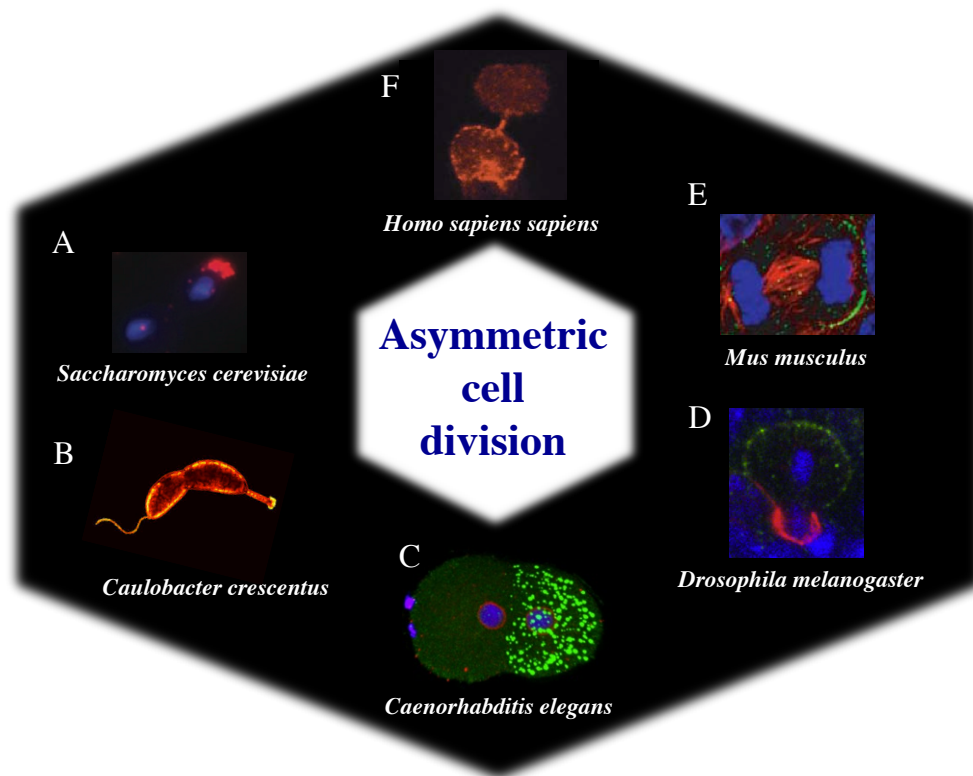 F
Homo sapiens sapiens
E
Mus musculus
A
Saccharomyces cerevisiae
Asymmetric
cell
division
D
Drosophila melanogaster
B
Caulobacter crescentus
C
Caenorhabditis elegans